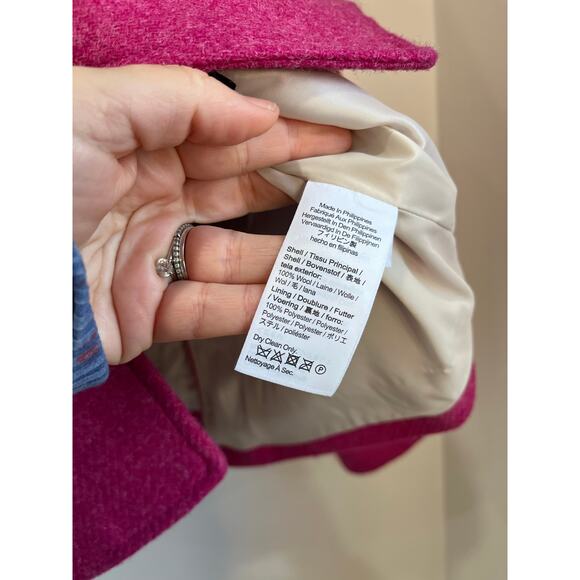 Made In Philippines
Fabriqué Aux Philippines
Hergestellt In Den Philippinen
Vervaardigd In De Filippijnen
フィリピン製
hecho en filipinas
Shell / Tissu Principal /
Shell / Bovenstof / 表地 /
tela exterior:
100% Wool / Laine / Wolle /
Wol / 毛 / lana
Lining / Doublure / Futter
/ Voering / 裏地 / forro:
100% Polyester / Polyester /
Polyester / Polyester / ポリエ
ステル / poliéster
Dry Clean Only.
P
Nettoyage À Sec.